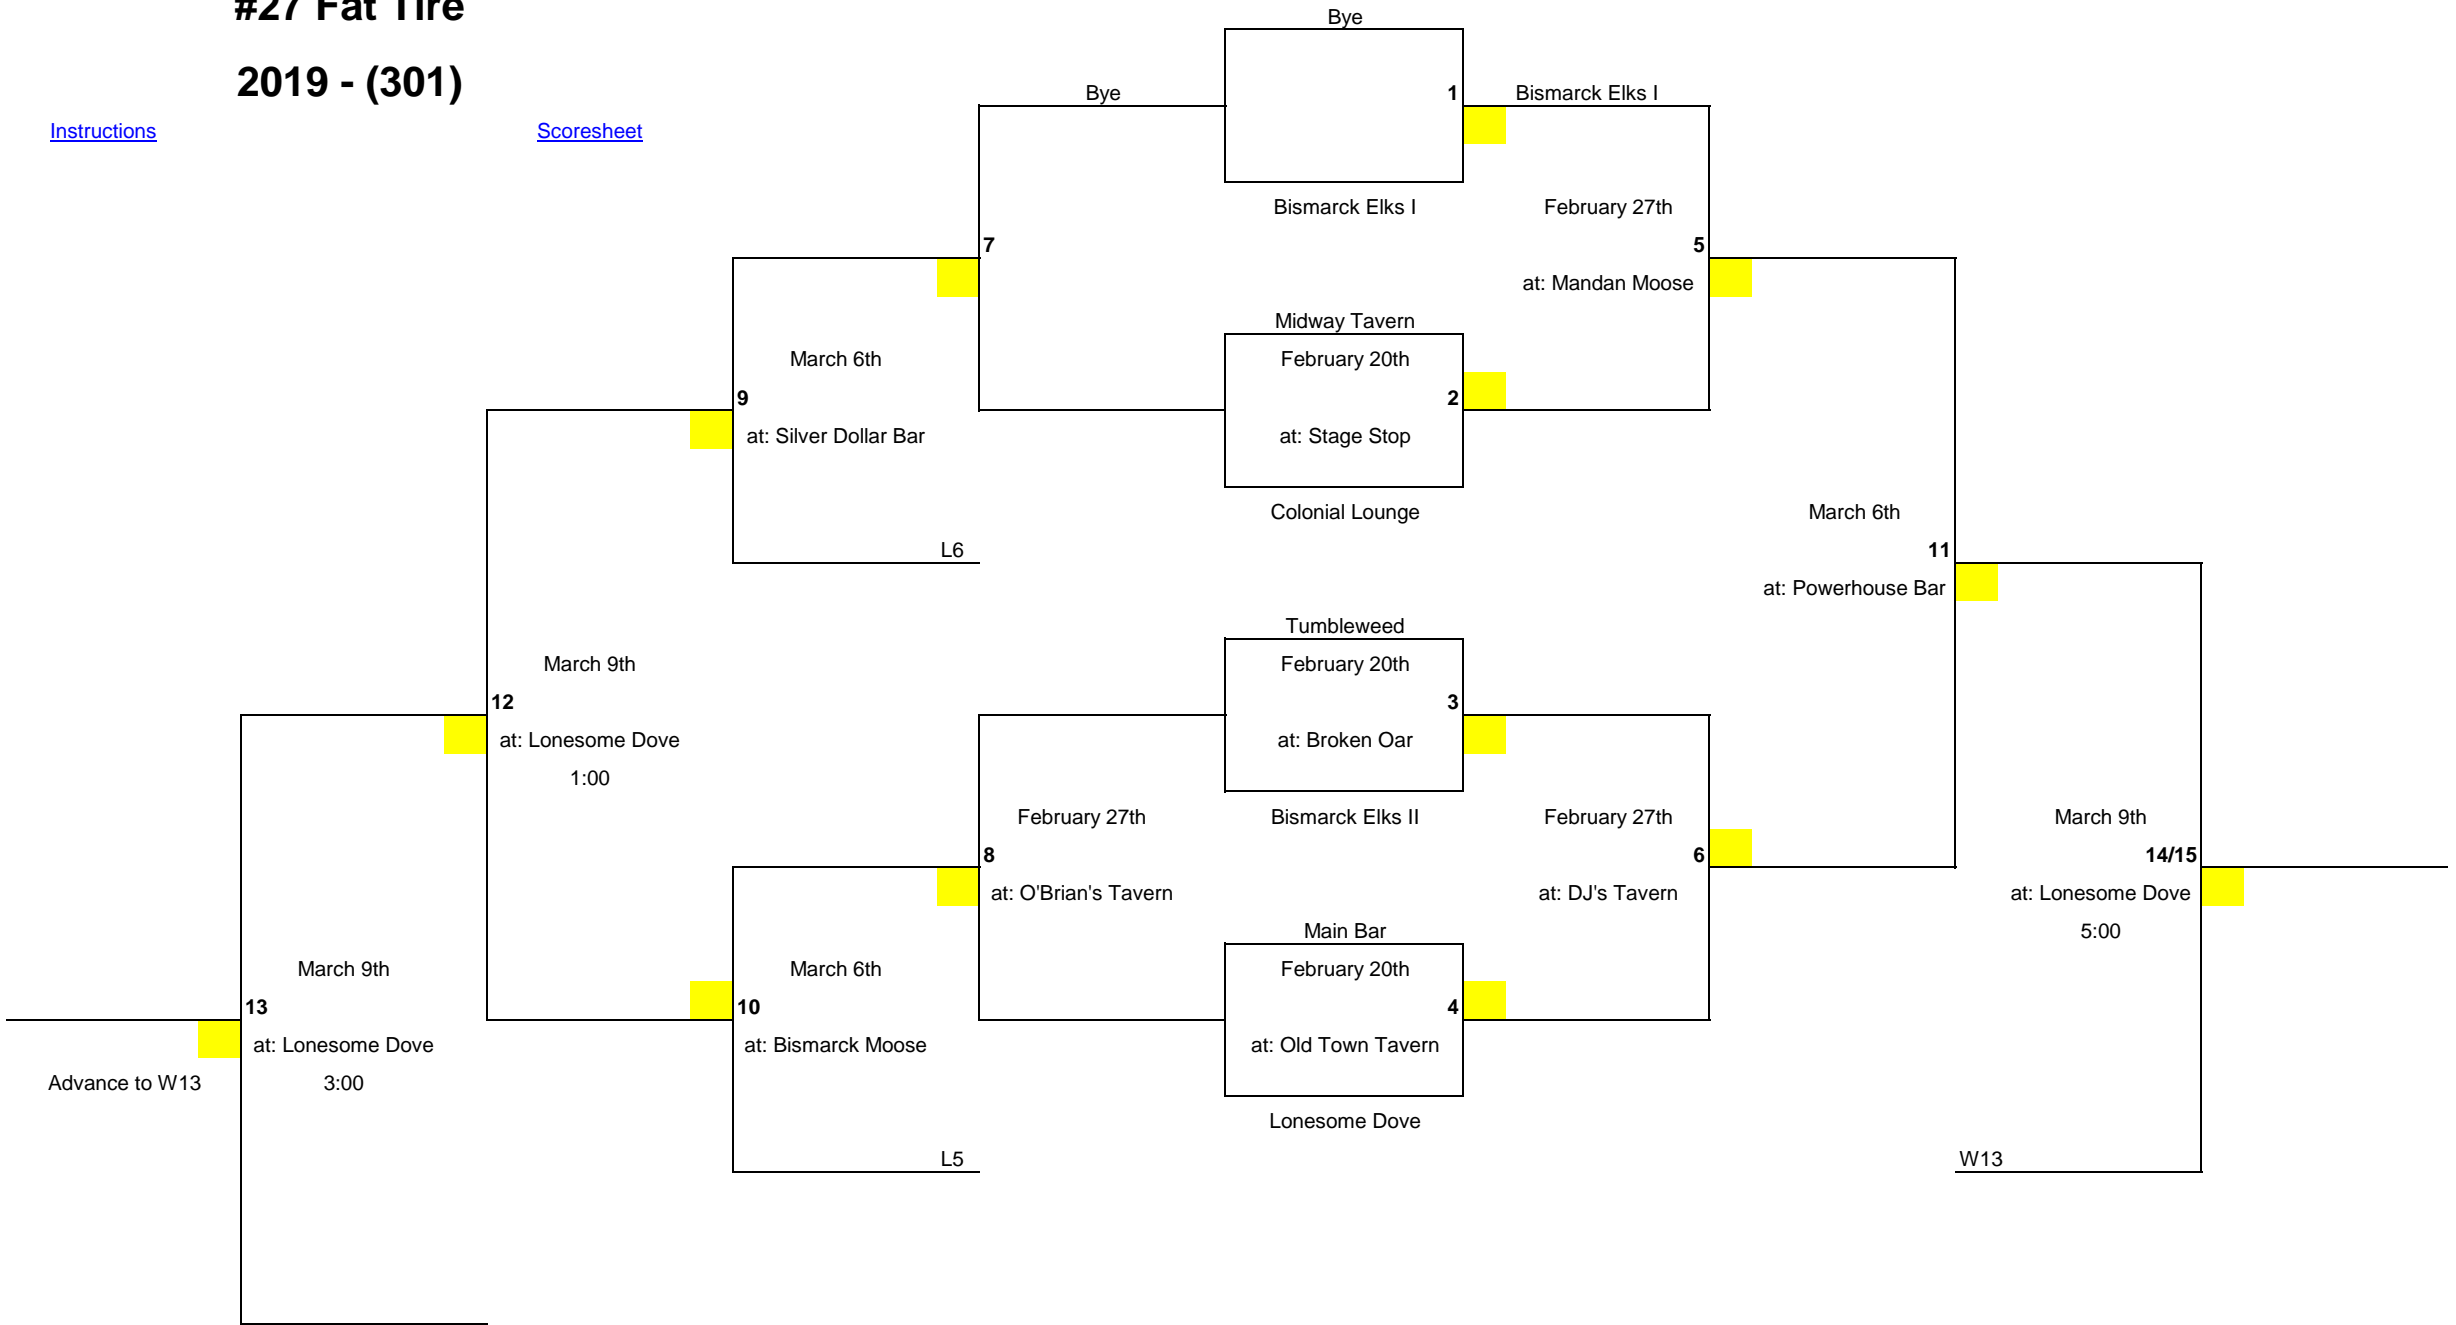 #27 Fat Tire
2019 - (301)
Instructions
Scoresheet
Bye
Bye
1
Bismarck Elks I
Bismarck Elks I
February 27th
7
5
at: Mandan Moose
Midway Tavern
March 6th
February 20th
9
2
at: Silver Dollar Bar
at: Stage Stop
Colonial Lounge
March 6th
L6
11
at: Powerhouse Bar
Tumbleweed
March 9th
February 20th
12
3
at: Lonesome Dove
at: Broken Oar
1:00
February 27th
Bismarck Elks II
February 27th
March 9th
8
6
14/15
at: O'Brian's Tavern
at: DJ's Tavern
at: Lonesome Dove
Main Bar
5:00
March 9th
March 6th
February 20th
13
10
4
at: Lonesome Dove
at: Bismarck Moose
at: Old Town Tavern
Advance to W13
3:00
Lonesome Dove
L5
W13